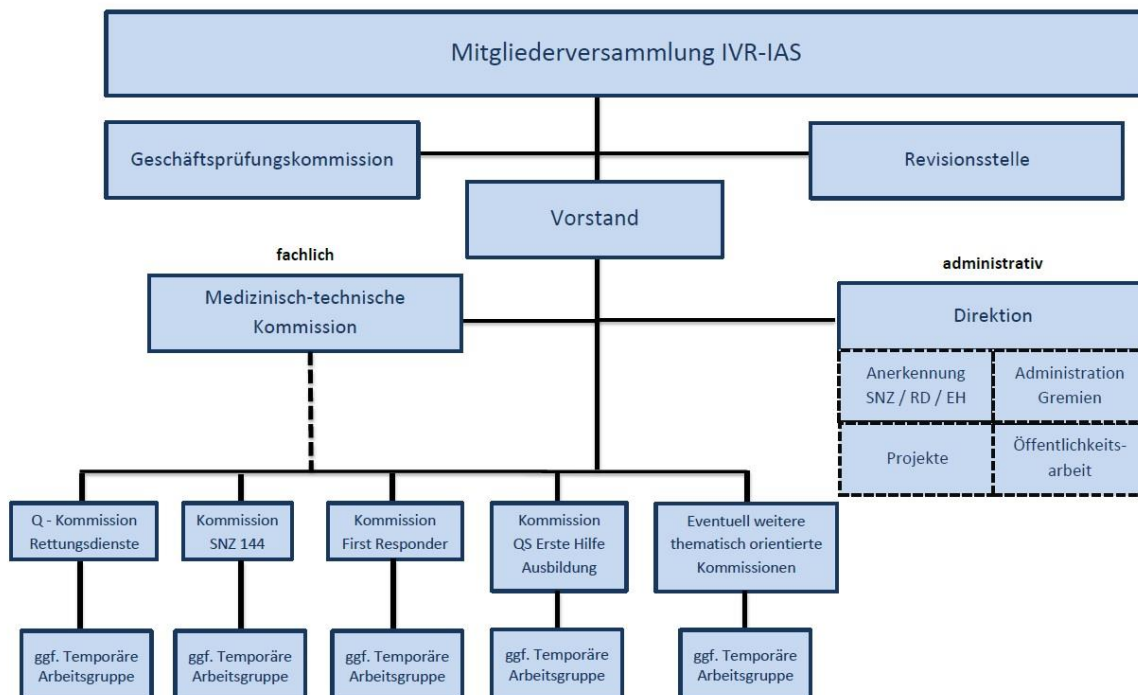 Mitgliederversammlung IVR-IAS
Geschäftsprüfungskommission
Revisionsstelle
Vorstand
fachlich
administrativ
Medizinisch-technische
Kommission
Direktion
Anerkennung
SNZ / RD / EH
Administration
Gremien
Projekte
Öffentlichkeits-
arbeit
Q - Kommission
Rettungsdienste
Kommission
SNZ 144
Kommission
First Responder
Kommission
QS Erste Hilfe
Ausbildung
Eventuell weitere
thematisch orientierte
Kommissionen
ggf. Temporäre
Arbeitsgruppe
ggf. Temporäre
Arbeitsgruppe
ggf. Temporäre
Arbeitsgruppe
ggf. Temporäre
Arbeitsgruppe
ggf. Temporäre
Arbeitsgruppe